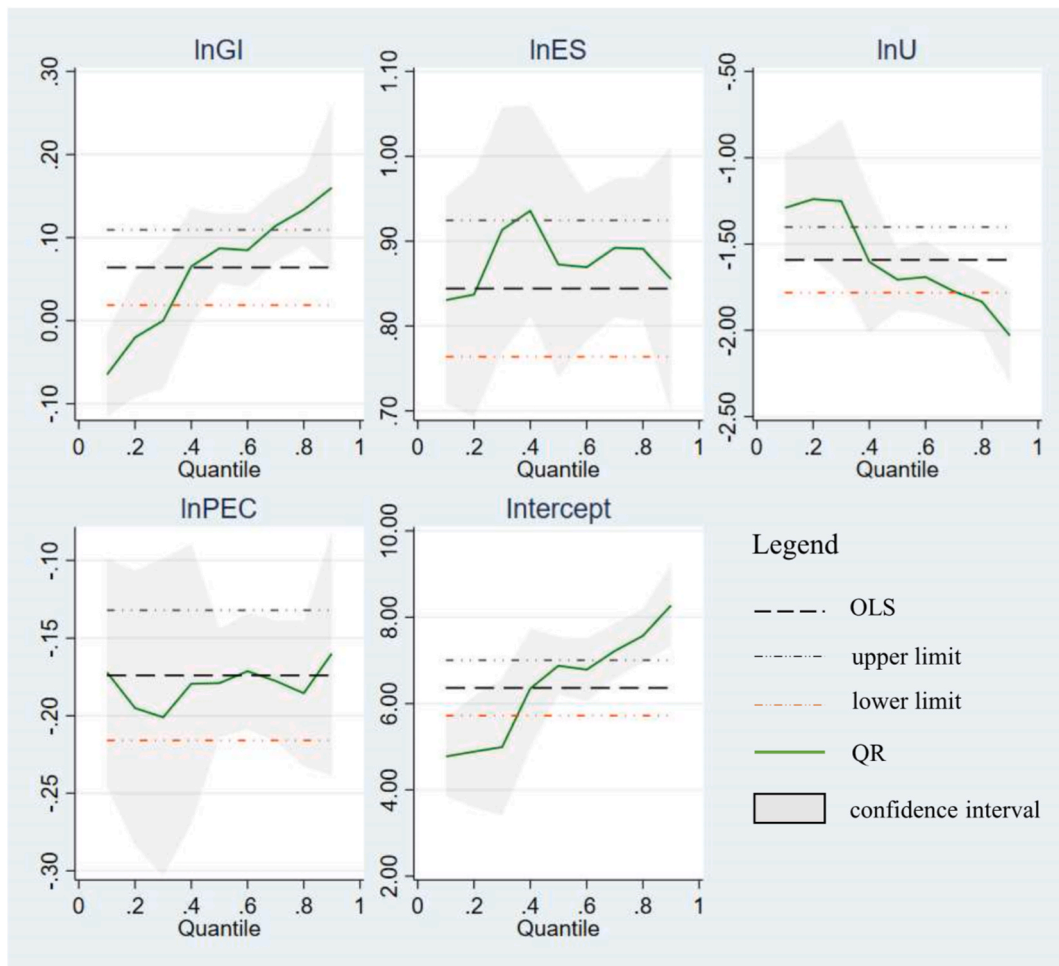 lnGI
.30
.20
.10
0.00
-.10
0 .2 .4 .6 .8 1
Quantile
lnES
1.10
1.00
.90
.80
.70
0 .2 .4 .6 .8 1
Quantile
lnU
-.50
-1.00
-1.50
-2.00
-2.50
0 .2 .4 .6 .8 1
Quantile
lnPEC
-.10
-.15
-.20
-.25
-.30
0 .2 .4 .6 .8 1
Quantile
Intercept
10.00
8.00
6.00
4.00
2.00
0 .2 .4 .6 .8 1
Quantile
Legend
OLS
upper limit
lower limit
QR
confidence interval